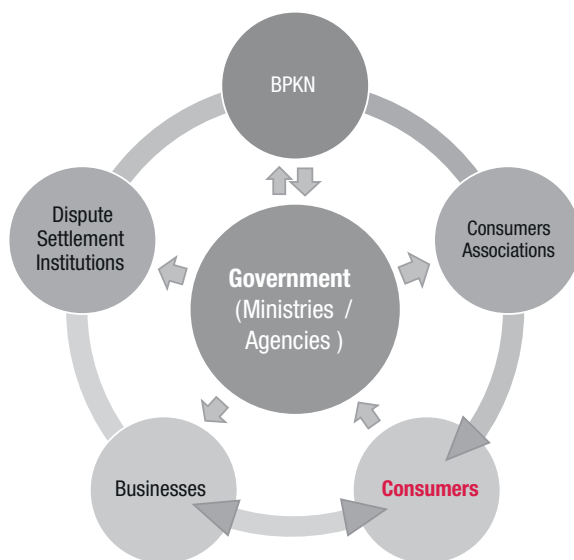 BPKN
Dispute
Settlement
Institutions
Consumers
Associations
Government
(Ministries /
Agencies )
Businesses
Consumers